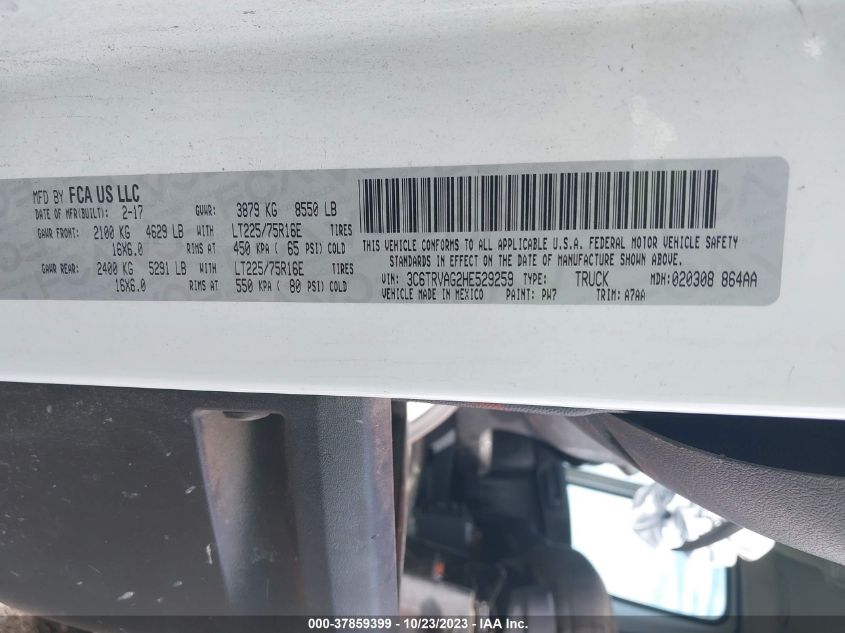 MFD BY FCA US LLC
DATE OF MFR(BUILT): 2-17 GVWR: 3879 KG 8550 LB
GAWR FRONT: 2100 KG 4629 LB WITH LT225/75R16E TIRES
16X6.0 RIMS AT 450 KPA ( 65 PSI) COLD
GAWR REAR: 2400 KG 5291 LB WITH LT225/75R16E TIRES
16X6.0 RIMS AT 550 KPA ( 80 PSI) COLD
THIS VEHICLE CONFORMS TO ALL APPLICABLE U.S.A. FEDERAL MOTOR VEHICLE SAFETY
STANDARDS IN EFFECT ON THE DATE OF MANUFACTURE SHOWN ABOVE.
VIN: 3C6TRVAG2HE529259 TYPE: TRUCK MDH:020308 864AA
VEHICLE MADE IN MEXICO PAINT: PW7 TRIM: A7AA
000-37859399 - 10/23/2023 - IAA Inc.